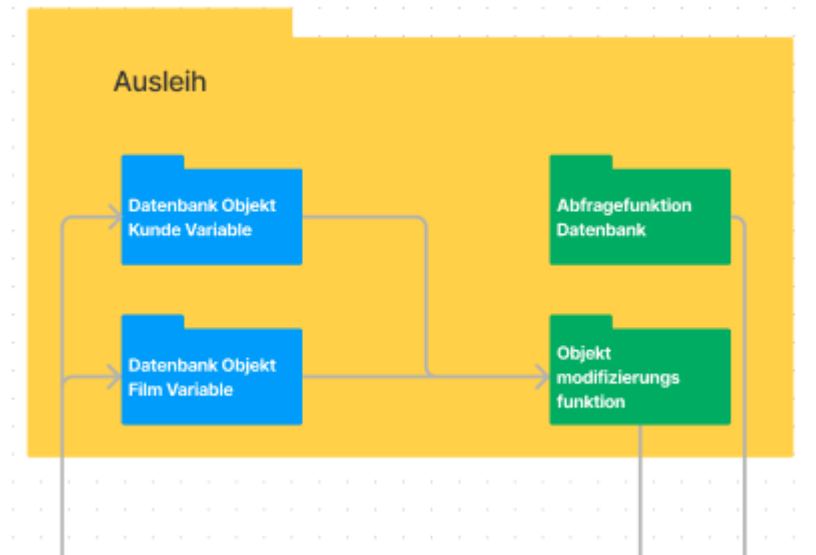 Ausleih
Datenbank Objekt
Kunde Variable
Abfragefunktion
Datenbank
Datenbank Objekt
Film Variable
Objekt
modifizierungs
funktion